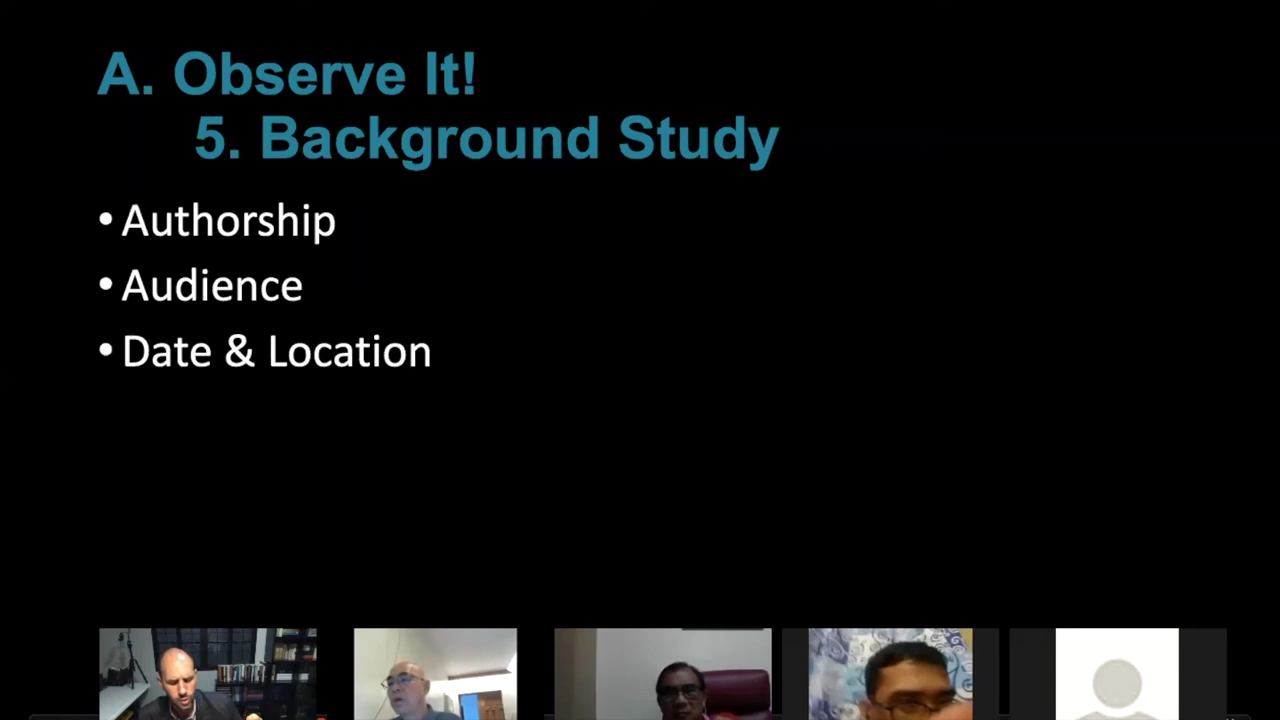 A. Observe It!
5. Background Study
• Authorship
• Audience
• Date & Location